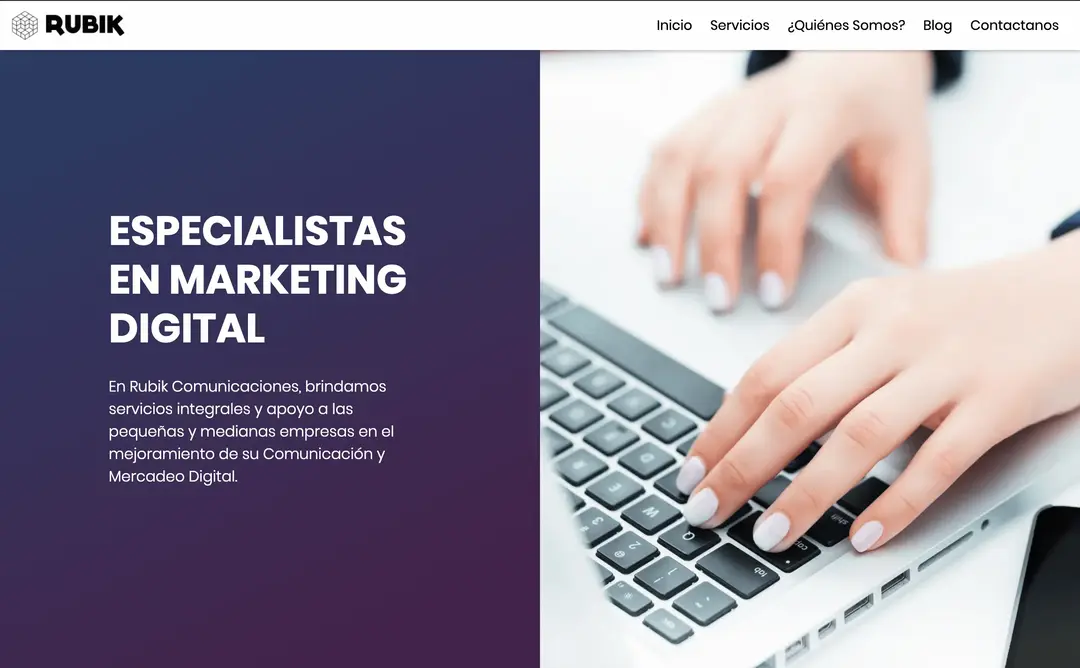 RUBIK
Inicio Servicios ¿Quiénes Somos? Blog Contactanos
ESPECIALISTAS
EN MARKETING
DIGITAL
En Rubik Comunicaciones, brindamos
servicios integrales y apoyo a las
pequeñas y medianas empresas en el
mejoramiento de su Comunicación y
Mercadeo Digital.